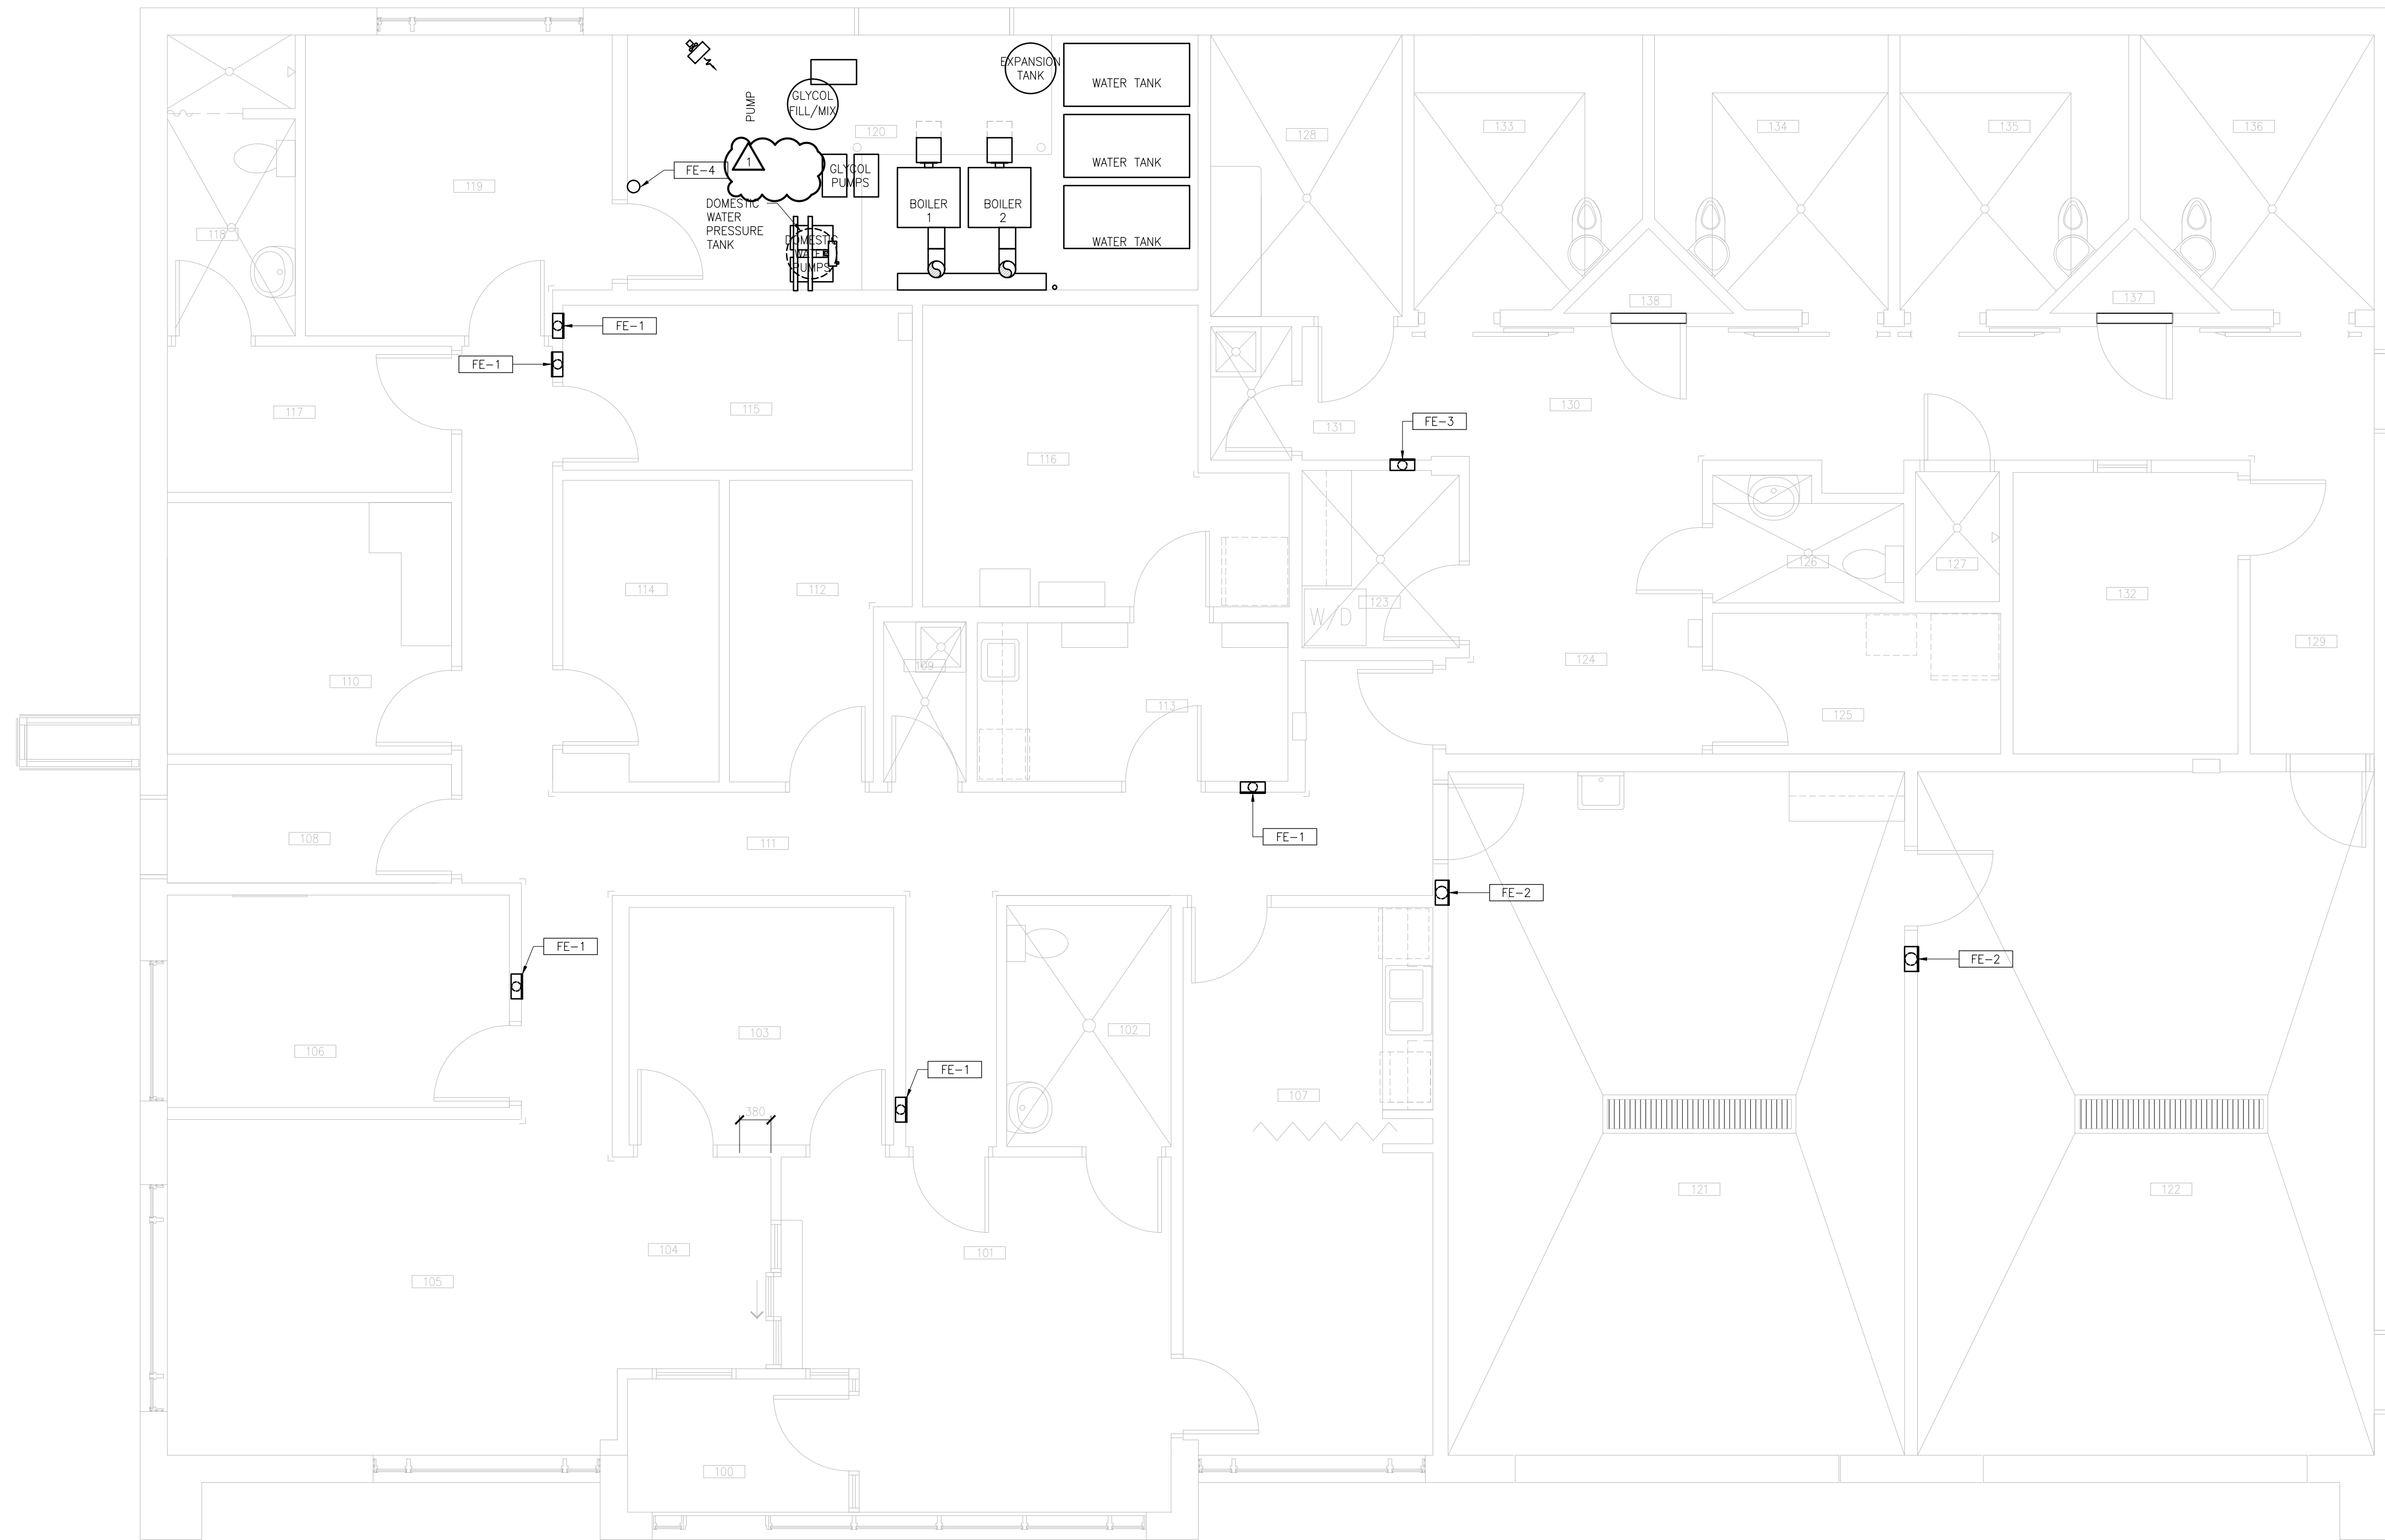 EXPANSION
TANK
WATER TANK
GLYCOL
FILL/MIX
PUMP
120
128
133
134
135
136
1
FE-4
GLYCOL
PUMPS
WATER TANK
119
DOMESTIC
WATER
PRESSURE
TANK
BOILER
1
BOILER
2
118
DOMESTIC
WATER
PUMPS
WATER TANK
138
137
FE-1
FE-1
117
115
130
131
FE-3
116
114
112
126
127
123
W/D
132
129
109
124
110
113
125
108
111
FE-1
FE-2
FE-1
FE-2
103
102
106
FE-1
107
380
121
122
104
101
105
100